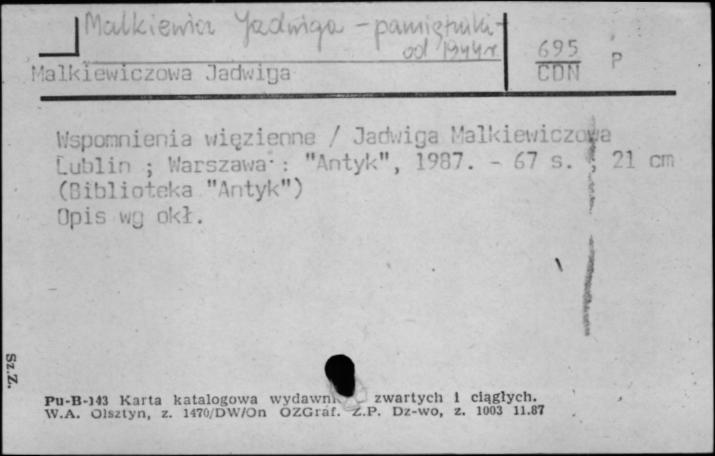 Malkiewicz Jadwiga - pamiętniki -
od 1944 r.
695
CDN
P
Malkiewiczowa Jadwiga
Wspomnienia więzienne / Jadwiga Malkiewiczowa
Lublin ; Warszawa : "Antyk", 1987. - 67 s. ; 21 cm
(Biblioteka "Antyk")
Opis wg okł.
Sz.Z.
Pu-B-143 Karta katalogowa zwartych i ciągłych.
W.A. Olsztyn, z. 1470/DW/On OZGraf. Z.P. Dz-wo, z. 1003 11.87